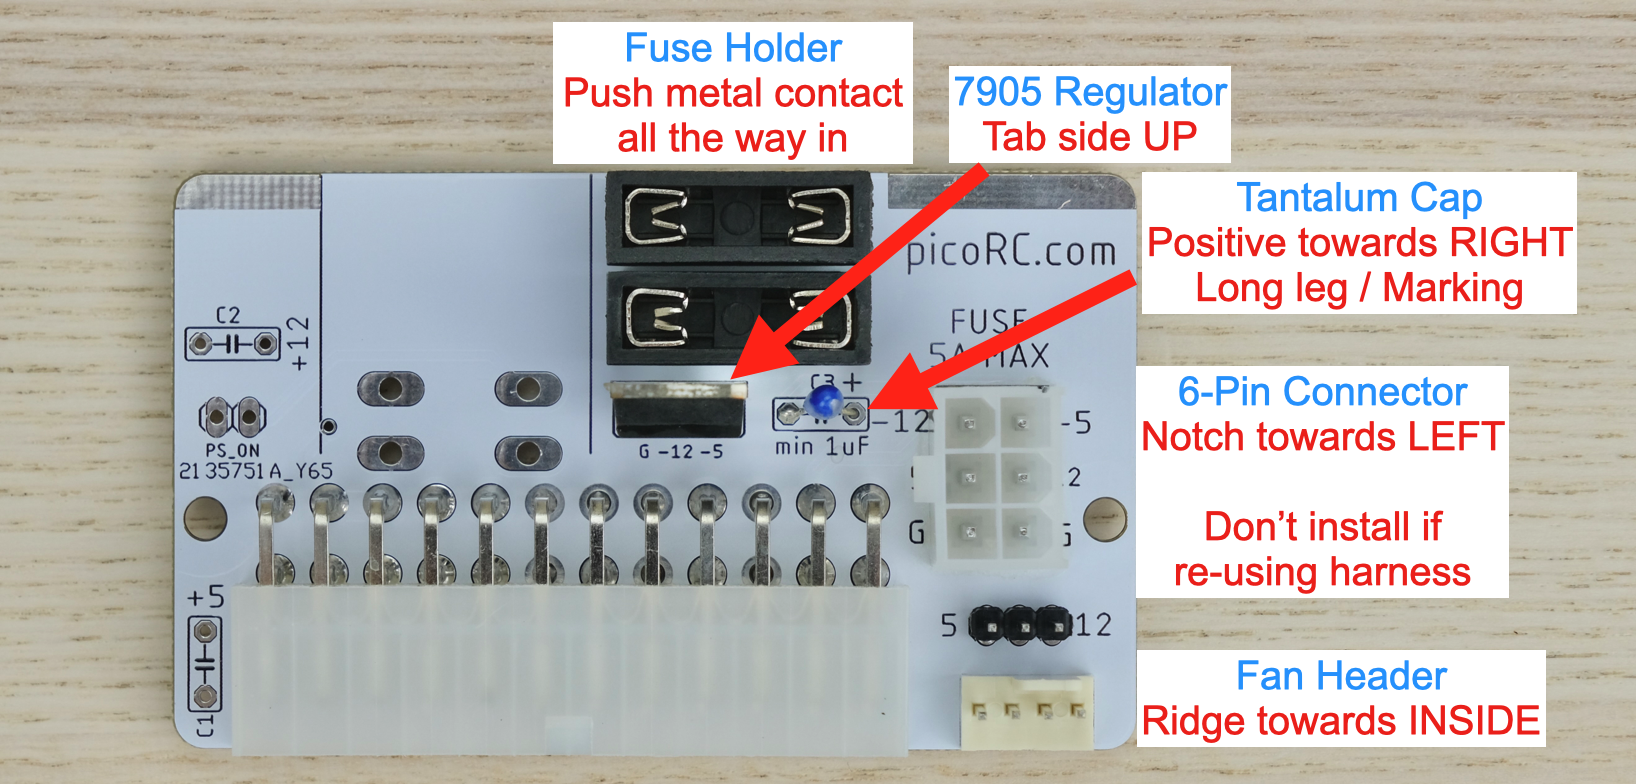 Fuse Holder
Push metal contact
all the way in
7905 Regulator
Tab side UP
Tantalum Cap
Positive towards RIGHT
Long leg / Marking
picoRC.com
FUSE
5A MAX
C2
+12
C3 +
-12
-5
6-Pin Connector
Notch towards LEFT
Don't install if
re-using harness
PS_ON
G -12 -5
min 1uF
2135751A_Y65
12
G
G
+5
C1
5
12
Fan Header
Ridge towards INSIDE